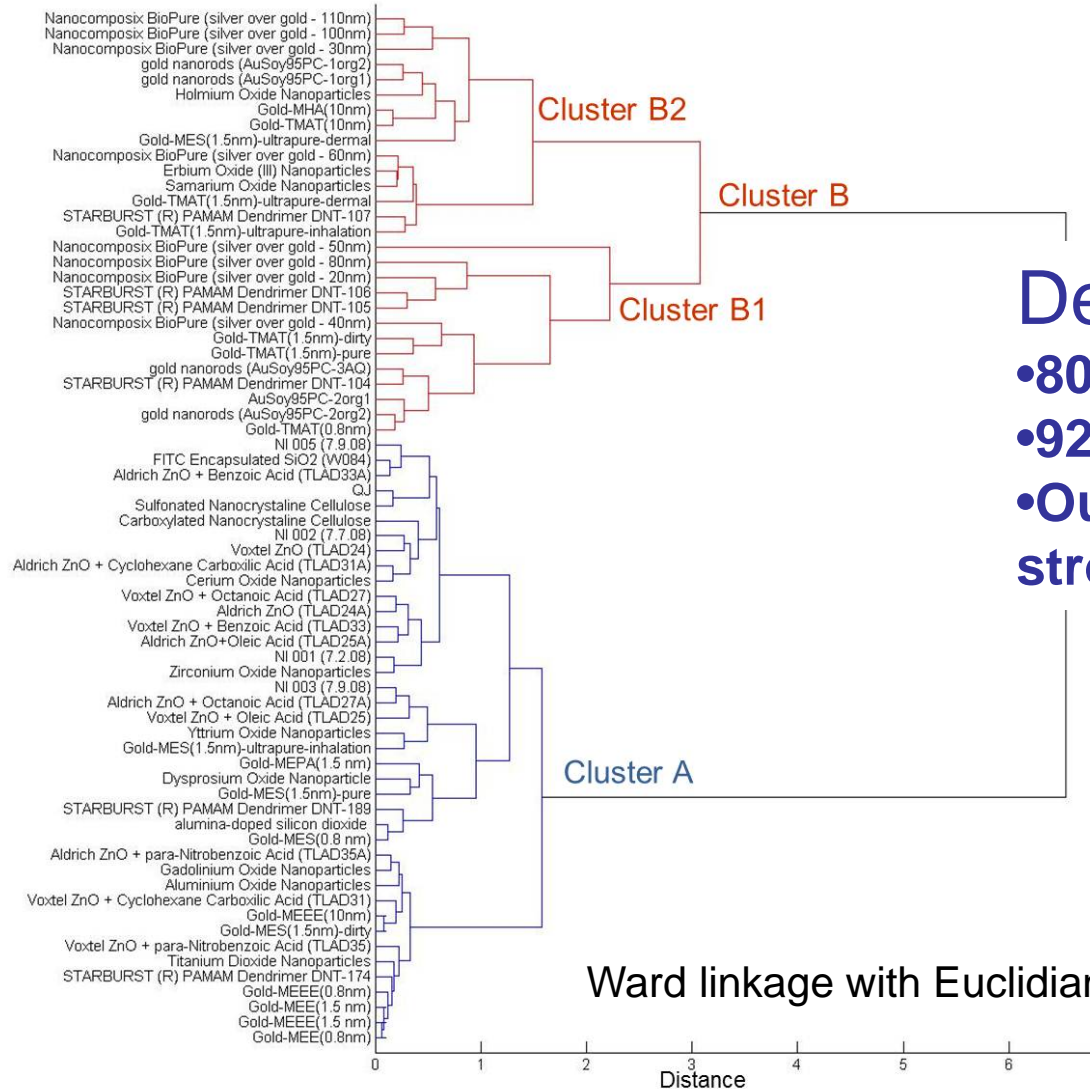 Nanocomposix BioPure (silver over gold - 110nm)
Nanocomposix BioPure (silver over gold - 100nm)
Nanocomposix BioPure (silver over gold - 30nm)
gold nanorods (AuSoy95PC-1org2)
gold nanorods (AuSoy95PC-1org1)
Holmium Oxide Nanoparticles
Gold-MHA(10nm)
Gold-TMAT(10nm)
Gold-MES(1.5nm)-ultrapure-dermal
Nanocomposix BioPure (silver over gold - 60nm)
Erbium Oxide (III) Nanoparticles
Samarium Oxide Nanoparticles
Gold-TMAT(1.5nm)-ultrapure-dermal
STARBURST (R) PAMAM Dendrimer DNT-107
Gold-TMAT(1.5nm)-ultrapure-inhalation
Nanocomposix BioPure (silver over gold - 50nm)
Nanocomposix BioPure (silver over gold - 80nm)
Nanocomposix BioPure (silver over gold - 20nm)
STARBURST (R) PAMAM Dendrimer DNT-106
STARBURST (R) PAMAM Dendrimer DNT-105
Nanocomposix BioPure (silver over gold - 40nm)
Gold-TMAT(1.5nm)-dirty
Gold-TMAT(1.5nm)-pure
gold nanorods (AuSoy95PC-3AQ)
STARBURST (R) PAMAM Dendrimer DNT-104
AuSoy95PC-2org1
gold nanorods (AuSoy95PC-2org2)
Gold-TMAT(0.8nm)
NI 005 (7.9.08)
FITC Encapsulated SiO2 (W084)
Aldrich ZnO + Benzoic Acid (TLAD33A)
QJ
Sulfonated Nanocrystaline Cellulose
Carboxylated Nanocrystaline Cellulose
NI 002 (7.7.08)
Voxtel ZnO (TLAD24)
Aldrich ZnO + Cyclohexane Carboxilic Acid (TLAD31A)
Cerium Oxide Nanoparticles
Voxtel ZnO + Octanoic Acid (TLAD27)
Aldrich ZnO (TLAD24A)
Voxtel ZnO + Benzoic Acid (TLAD33)
Aldrich ZnO+Oleic Acid (TLAD25A)
NI 001 (7.2.08)
Zirconium Oxide Nanoparticles
NI 003 (7.9.08)
Aldrich ZnO + Octanoic Acid (TLAD27A)
Voxtel ZnO + Oleic Acid (TLAD25)
Yttrium Oxide Nanoparticles
Gold-MES(1.5nm)-ultrapure-inhalation
Gold-MEPA(1.5 nm)
Dysprosium Oxide Nanoparticle
Gold-MES(1.5nm)-pure
STARBURST (R) PAMAM Dendrimer DNT-189
alumina-doped silicon dioxide
Gold-MES(0.8 nm)
Aldrich ZnO + para-Nitrobenzoic Acid (TLAD35A)
Gadolinium Oxide Nanoparticles
Aluminium Oxide Nanoparticles
Voxtel ZnO + Cyclohexane Carboxilic Acid (TLAD31)
Gold-MEEE(10nm)
Gold-MES(1.5nm)-dirty
Voxtel ZnO + para-Nitrobenzoic Acid (TLAD35)
Titanium Dioxide Nanoparticles
STARBURST (R) PAMAM Dendrimer DNT-174
Gold-MEEE(0.8nm)
Gold-MEE(1.5 nm)
Gold-MEEE(1.5 nm)
Gold-MEE(0.8nm)
Cluster B2
Cluster B
Cluster B1
Cluster A
De
•80
•92
•Ou
stre
Ward linkage with Euclidian
0 1 2 3 4 5 6
Distance